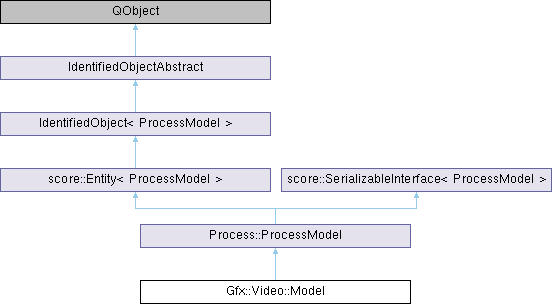 QObject
IdentifiedObjectAbstract
IdentifiedObject< ProcessModel >
score::Entity< ProcessModel >
score::SerializableInterface< ProcessModel >
Process::ProcessModel
Gfx::Video::Model